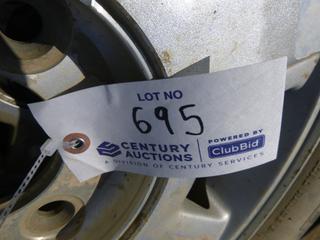 LOT NO
695
CENTURY AUCTIONS
POWERED BY
ClubBid
A DIVISION OF CENTURY SERVICES